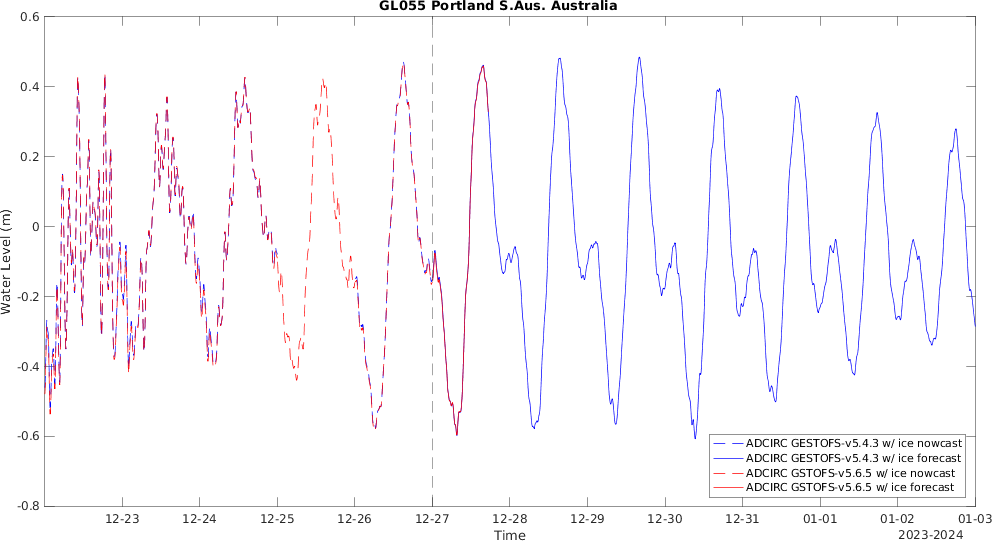 GL055 Portland S.Aus. Australia
0.6
0.4
0.2
0
-0.2
-0.4
-0.6
-0.8
Water Level (m)
ADCIRC GESTOFS-v5.4.3 w/ ice nowcast
ADCIRC GESTOFS-v5.4.3 w/ ice forecast
ADCIRC GSTOFS-v5.6.5 w/ ice nowcast
ADCIRC GSTOFS-v5.6.5 w/ ice forecast
12-23 12-24 12-25 12-26 12-27 12-28 12-29 12-30 12-31 01-01 01-02 01-03
Time
2023-2024